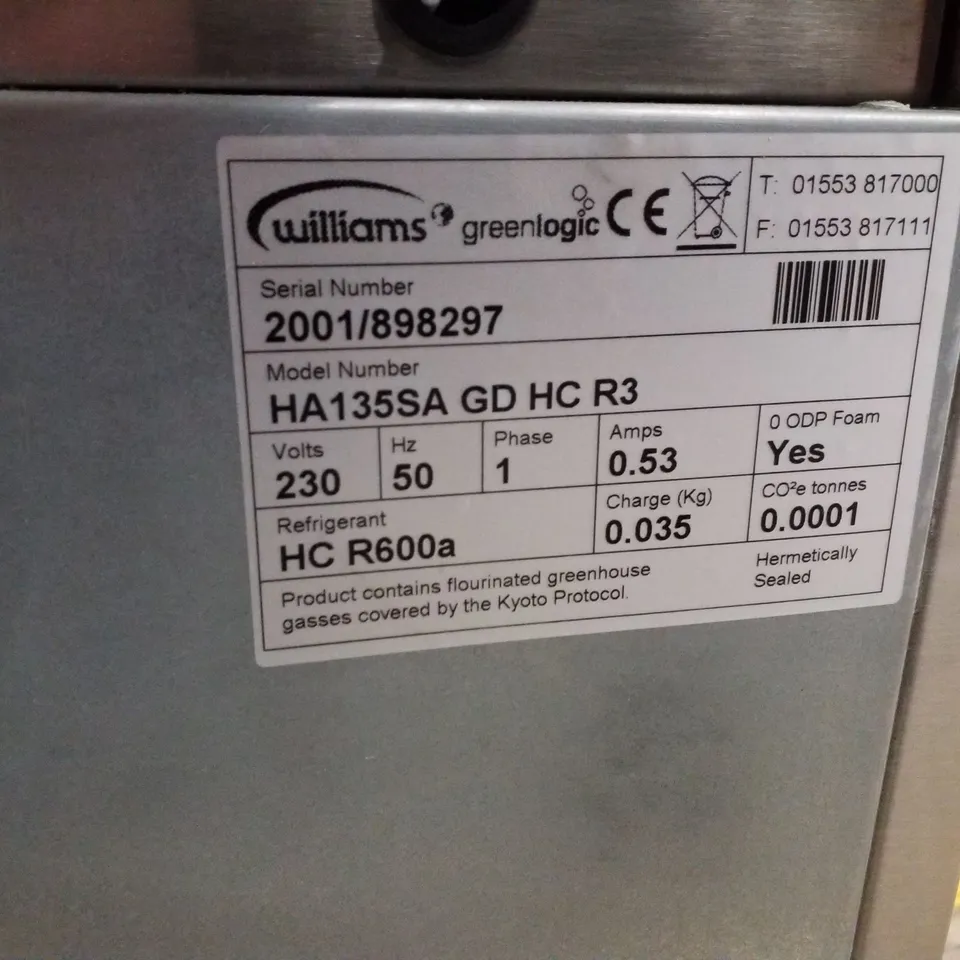 williams greenlogic CE
T: 01553 817000
F: 01553 817111
Serial Number
2001/898297
Model Number
HA135SA GD HC R3
Volts Hz Phase Amps 0 ODP Foam
230 50 1 0.53 Yes
Refrigerant Charge (Kg) CO²e tonnes
HC R600a 0.035 0.0001
Product contains flourinated greenhouse
gasses covered by the Kyoto Protocol.
Hermetically
Sealed